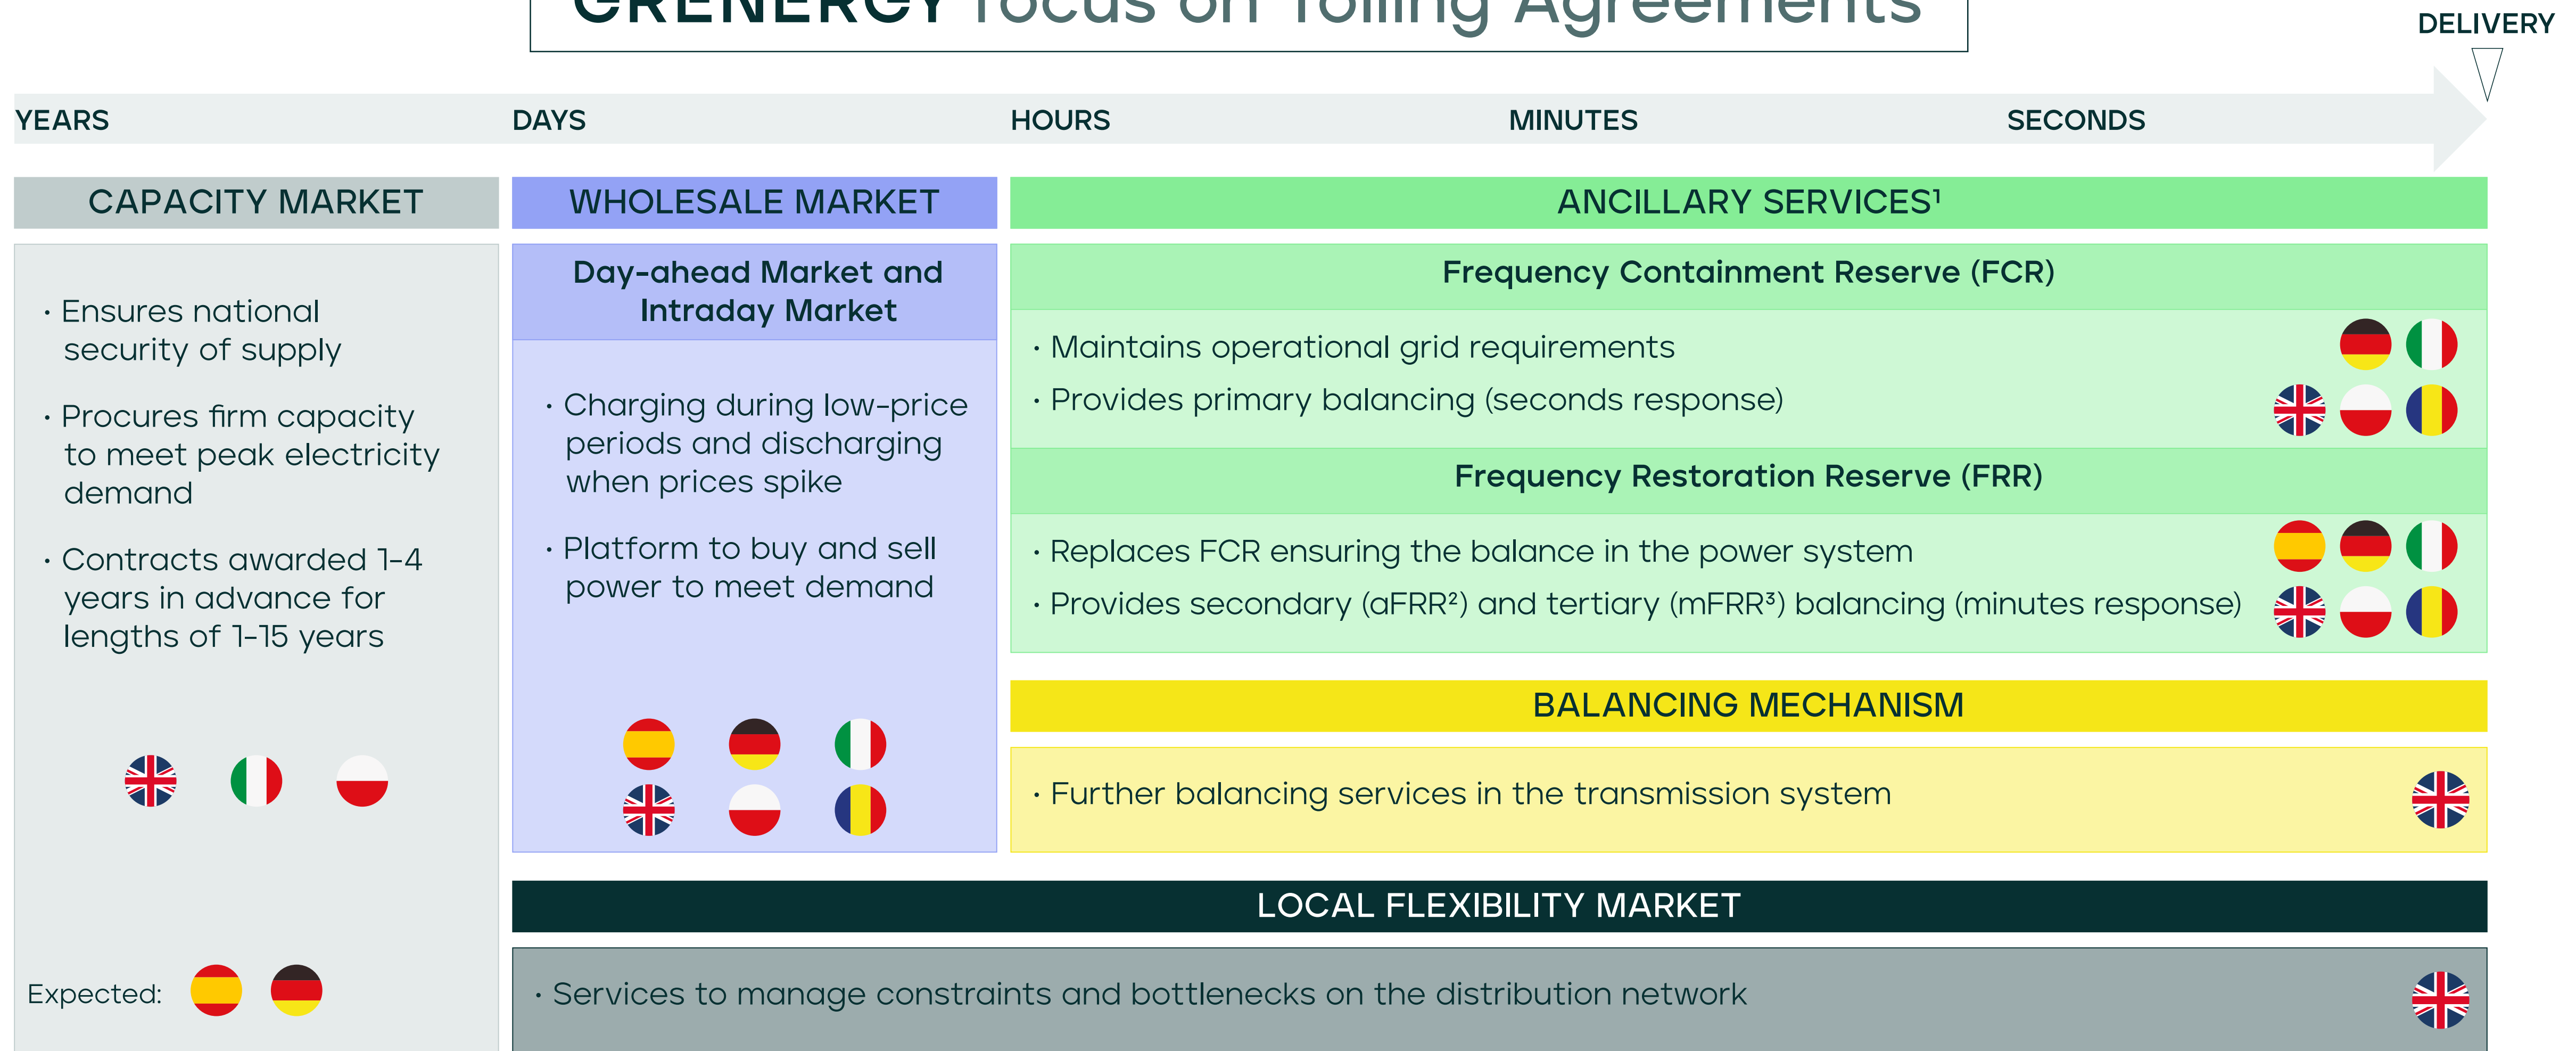 GRENERGY focus on Tolling Agreements
DELIVERY
YEARS
DAYS
HOURS
MINUTES
SECONDS
CAPACITY MARKET
· Ensures national
security of supply
· Procures firm capacity
to meet peak electricity
demand
· Contracts awarded 1-4
years in advance for
lengths of 1-15 years
Expected:
WHOLESALE MARKET
Day-ahead Market and
Intraday Market
· Charging during low-price
periods and discharging
when prices spike
· Platform to buy and sell
power to meet demand
ANCILLARY SERVICES¹
Frequency Containment Reserve (FCR)
· Maintains operational grid requirements
· Provides primary balancing (seconds response)
Frequency Restoration Reserve (FRR)
· Replaces FCR ensuring the balance in the power system
· Provides secondary (aFRR²) and tertiary (mFRR³) balancing (minutes response)
BALANCING MECHANISM
· Further balancing services in the transmission system
LOCAL FLEXIBILITY MARKET
· Services to manage constraints and bottlenecks on the distribution network